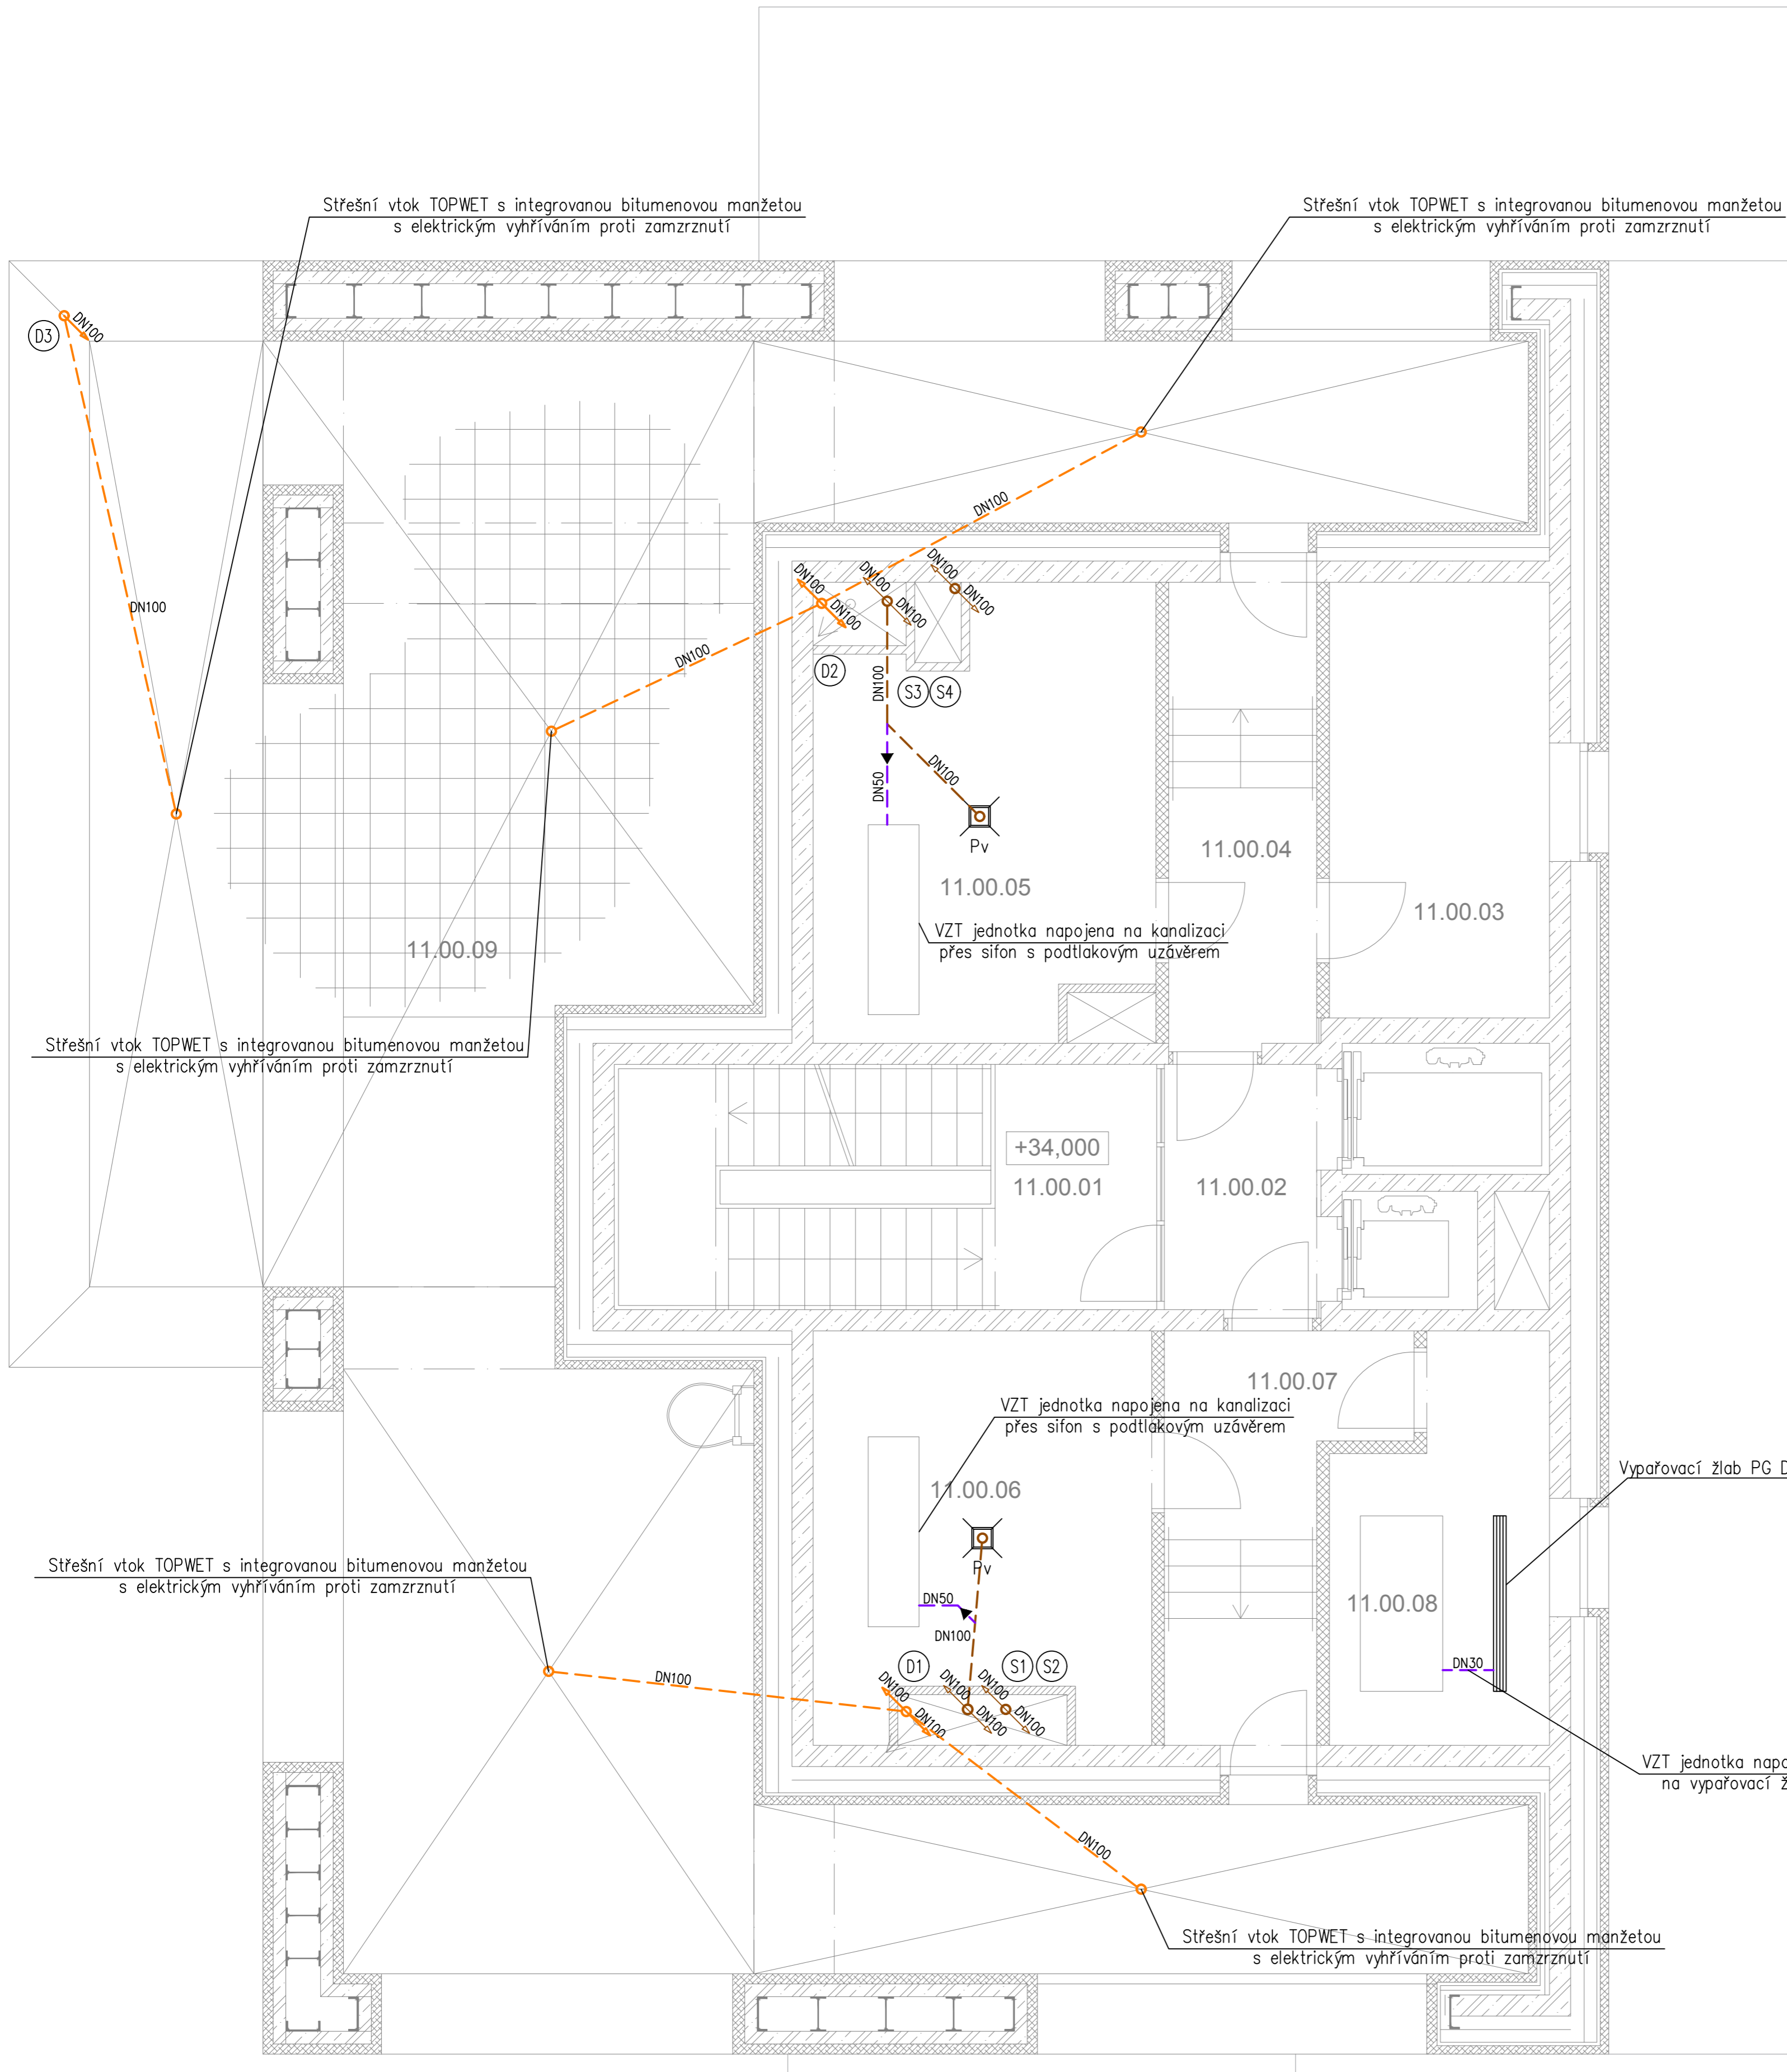 Střešní vtok TOPWET s integrovanou bitumenovou manžetou
s elektrickým vyhříváním proti zamzrznutí
Střešní vtok TOPWET s integrovanou bitumenovou manžetou
s elektrickým vyhříváním proti zamzrznutí
DN100
D3
DN100
DN100
DN100
DN100
DN100
DN100
DN100
DN100
DN100
DN100
D2
DN100
S3
S4
DN100
DN50
Pv
11.00.04
11.00.05
11.00.03
VZT jednotka napojena na kanalizaci
přes sifon s podtlakovým uzávěrem
11.00.09
Střešní vtok TOPWET s integrovanou bitumenovou manžetou
s elektrickým vyhříváním proti zamzrznutí
+34,000
11.00.01
11.00.02
11.00.07
VZT jednotka napojena na kanalizaci
přes sifon s podtlakovým uzávěrem
11.00.06
Vypařovací žlab PG D
Pv
Střešní vtok TOPWET s integrovanou bitumenovou manžetou
s elektrickým vyhříváním proti zamzrznutí
DN50
11.00.08
DN100
D1
S1
S2
DN30
DN100
DN100
DN100
DN100
DN100
DN100
DN100
VZT jednotka napo
na vypařovací ž
DN100
Střešní vtok TOPWET s integrovanou bitumenovou manžetou
s elektrickým vyhříváním proti zamzrznutí